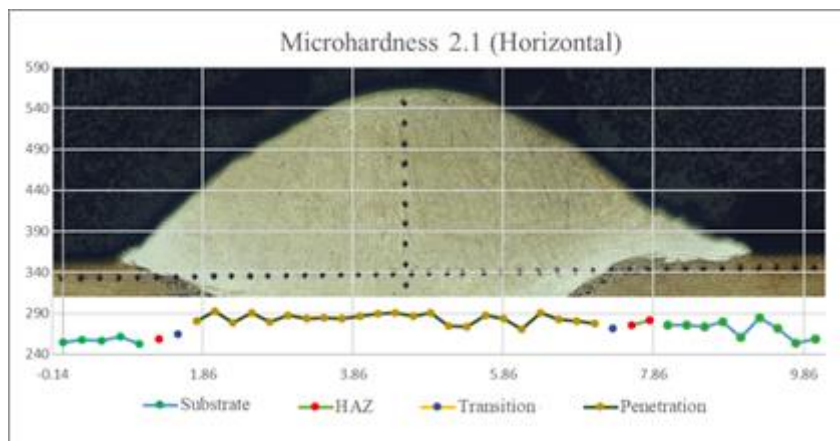 Microhardness 2.1 (Horizontal)
590
540
490
440
390
340
290
240
-0.14 1.86 3.86 5.86 7.86 9.86
Substrate HAZ Transition Penetration